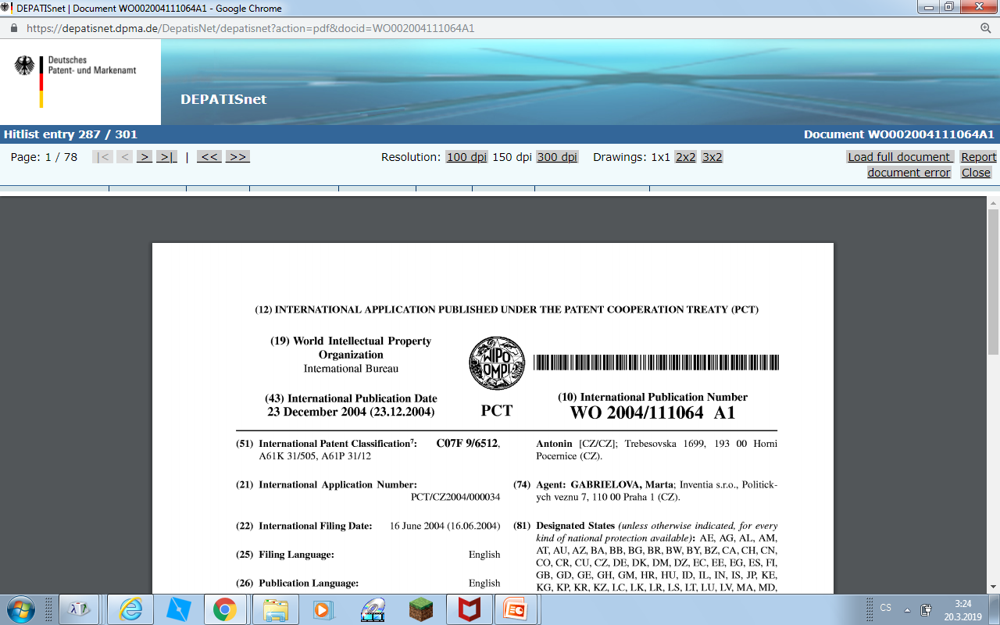 DEPATISnet | Document WO002004111064A1 - Google Chrome
https://depatisnet.dpma.de/DepatisNet/depatisnet?action=pdf&docid=WO002004111064A1
Deutsches
Patent- und Markenamt
DEPATISnet
Hitlist entry 287 / 301 Document WO002004111064A1
Page: 1 / 78 |< < > >| | << >> Resolution: 100 dpi 150 dpi 300 dpi Drawings: 1x1 2x2 3x2 Load full document Report
document error Close
(12) INTERNATIONAL APPLICATION PUBLISHED UNDER THE PATENT COOPERATION TREATY (PCT)
(19) World Intellectual Property
Organization
International Bureau
WIPO
OMPI
(43) International Publication Date
23 December 2004 (23.12.2004)
PCT
(10) International Publication Number
WO 2004/111064 A1
(51) International Patent Classification7: C07F 9/6512,
A61K 31/505, A61P 31/12
(21) International Application Number:
PCT/CZ2004/000034
(22) International Filing Date: 16 June 2004 (16.06.2004)
(25) Filing Language: English
(26) Publication Language: English
Antonin [CZ/CZ]; Trebesovska 1699, 193 00 Horni
Pocernice (CZ).
(74) Agent: GABRIELOVA, Marta; Inventia s.r.o., Politick-
ych veznu 7, 110 00 Praha 1 (CZ).
(81) Designated States (unless otherwise indicated, for every
kind of national protection available): AE, AG, AL, AM,
AT, AU, AZ, BA, BB, BG, BR, BW, BY, BZ, CA, CH, CN,
CO, CR, CU, CZ, DE, DK, DM, DZ, EC, EE, EG, ES, FI,
GB, GD, GE, GH, GM, HR, HU, ID, IL, IN, IS, JP, KE,
KG, KP, KR, KZ, LC, LK, LR, LS, LT, LU, LV, MA, MD,
CS
3:24
20.3.2019